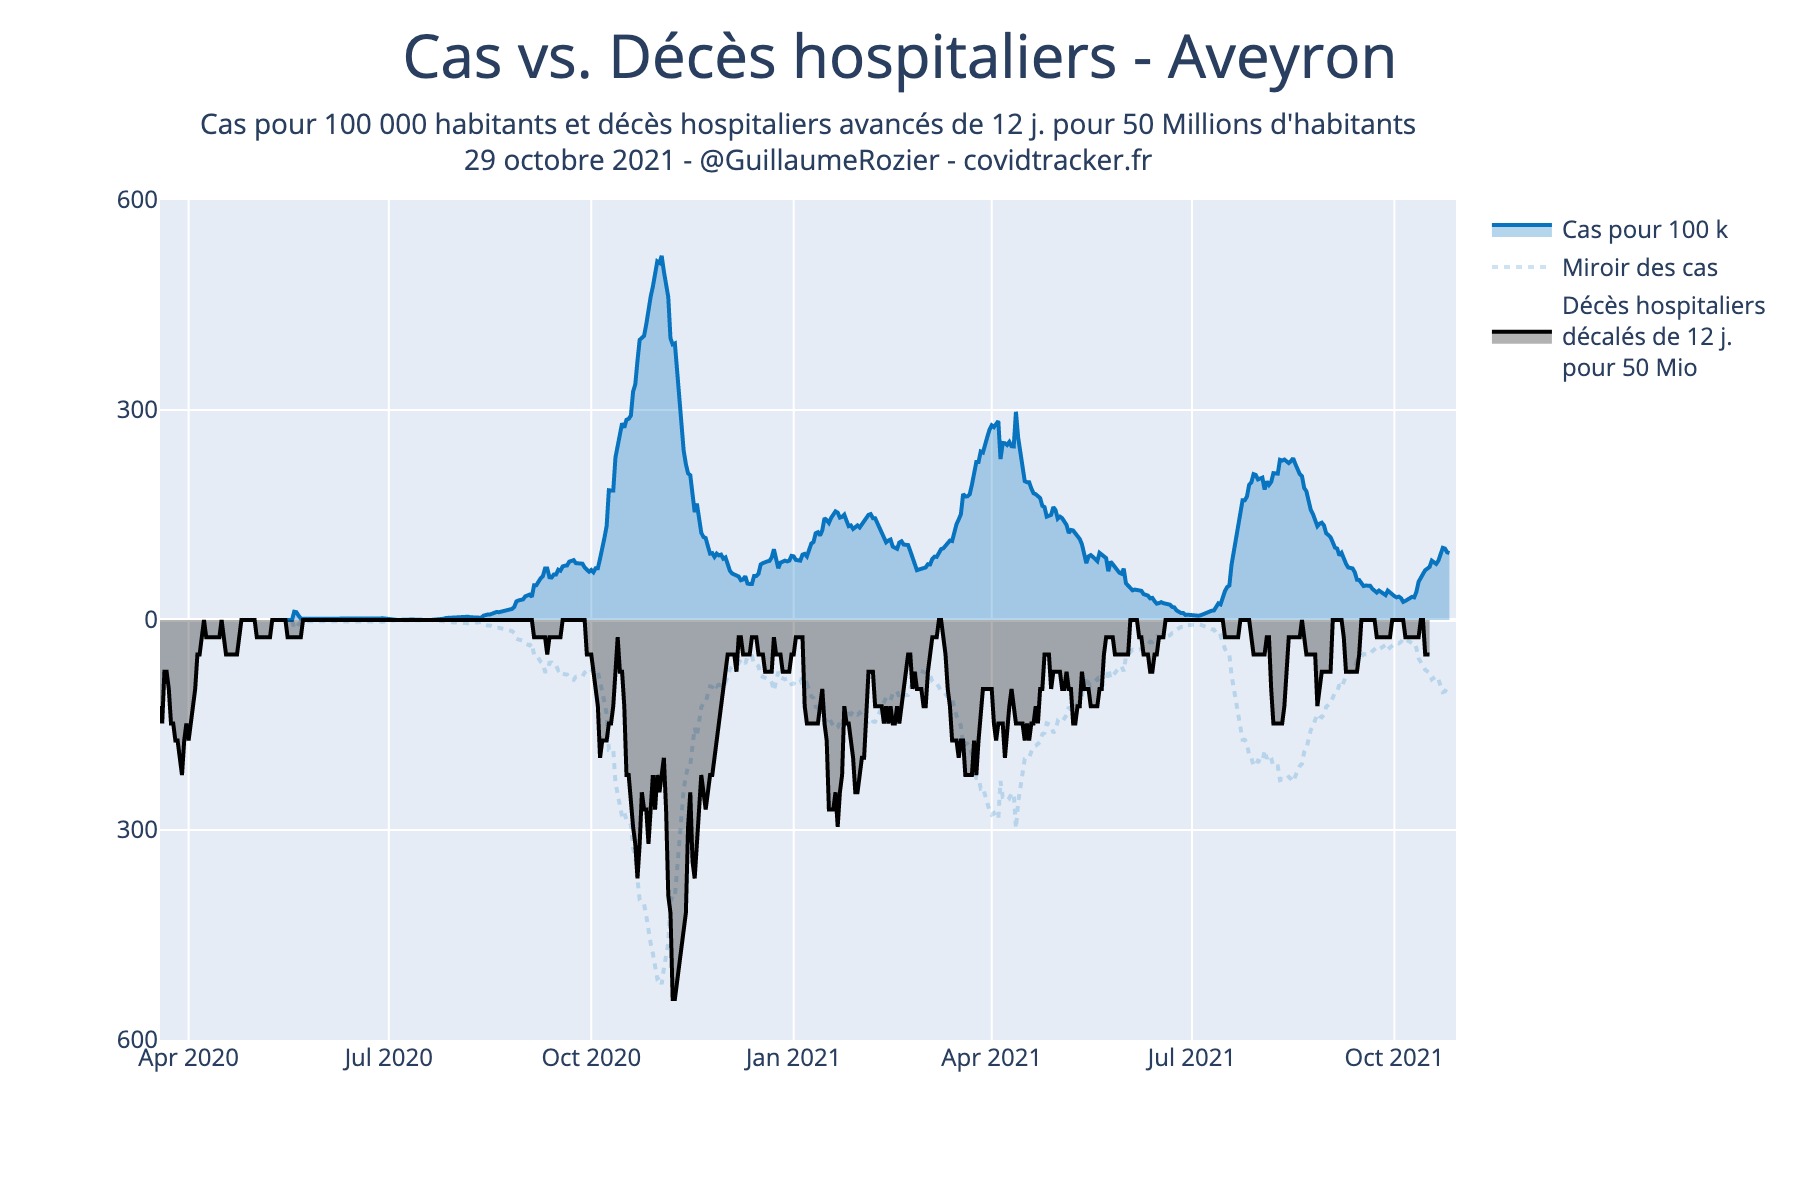 Cas vs. Décès hospitaliers - Aveyron
Cas pour 100 000 habitants et décès hospitaliers avancés de 12 j. pour 50 Millions d'habitants
29 octobre 2021 - @GuillaumeRozier - covidtracker.fr
600
300
0
300
600
Apr 2020
Jul 2020
Oct 2020
Jan 2021
Apr 2021
Jul 2021
Oct 2021
Cas pour 100 k
Miroir des cas
Décès hospitaliers
décalés de 12 j.
pour 50 Mio